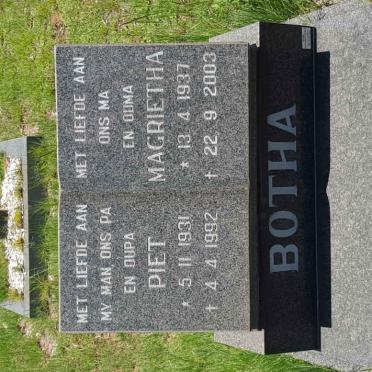 MET LIEFDE AAN
MY MAN ONS PA
EN OUPA
PIET
* 5 11 1931
† 4 4 1992
MET LIEFDE AAN
ONS MA
EN OUMA
MAGRIETHA
* 13 4 1937
† 22 9 2003
BOTHA